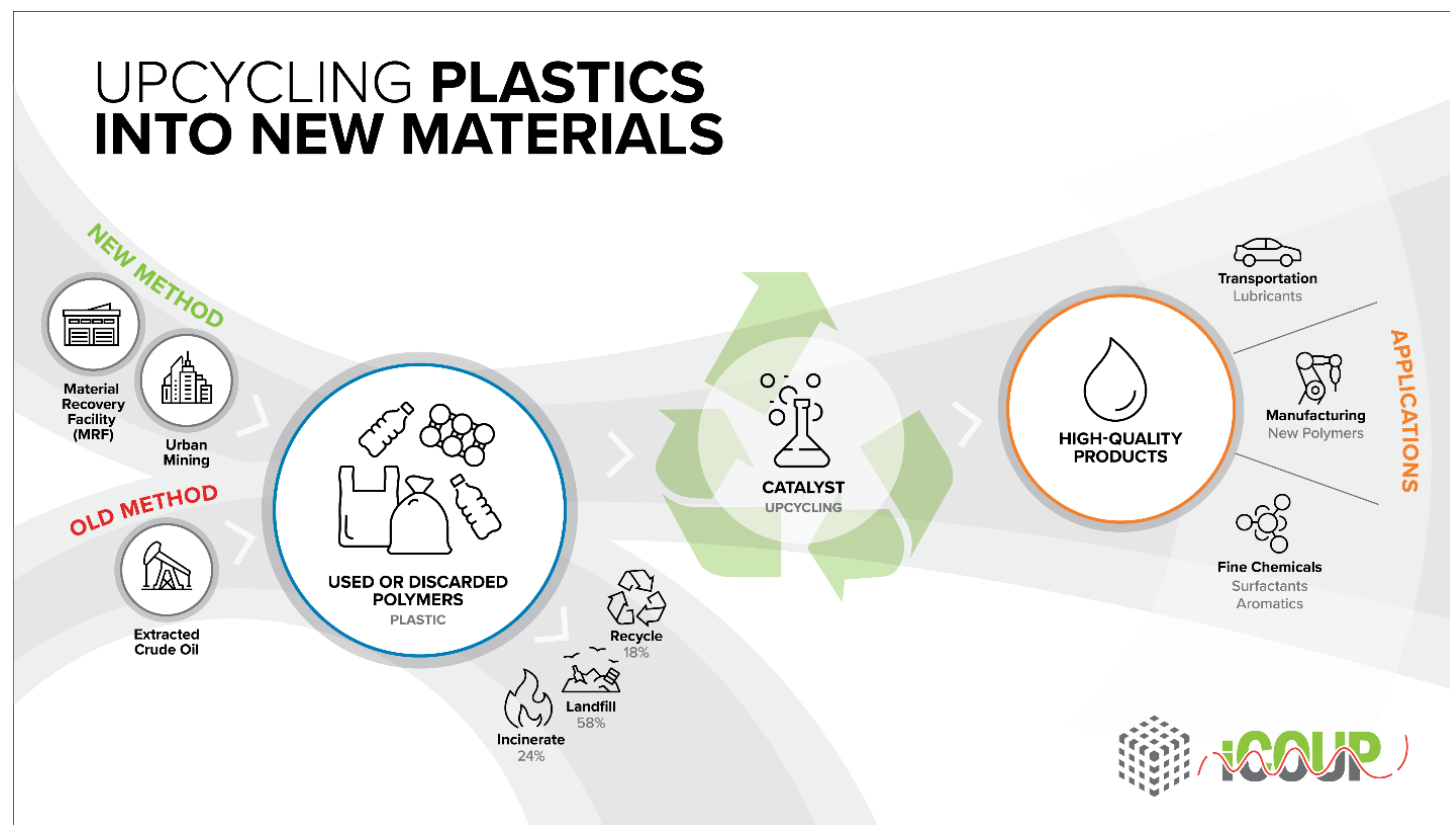 UPCYCLING PLASTICS
INTO NEW MATERIALS
NEW METHOD
Material
Recovery
Facility
(MRF)
Urban
Mining
OLD METHOD
Extracted
Crude Oil
USED OR DISCARDED
POLYMERS
PLASTIC
Recycle
18%
Landfill
58%
Incinerate
24%
CATALYST
UPCYCLING
HIGH-QUALITY
PRODUCTS
Transportation
Lubricants
Manufacturing
New Polymers
Fine Chemicals
Surfactants
Aromatics
APPLICATIONS
iCOUP